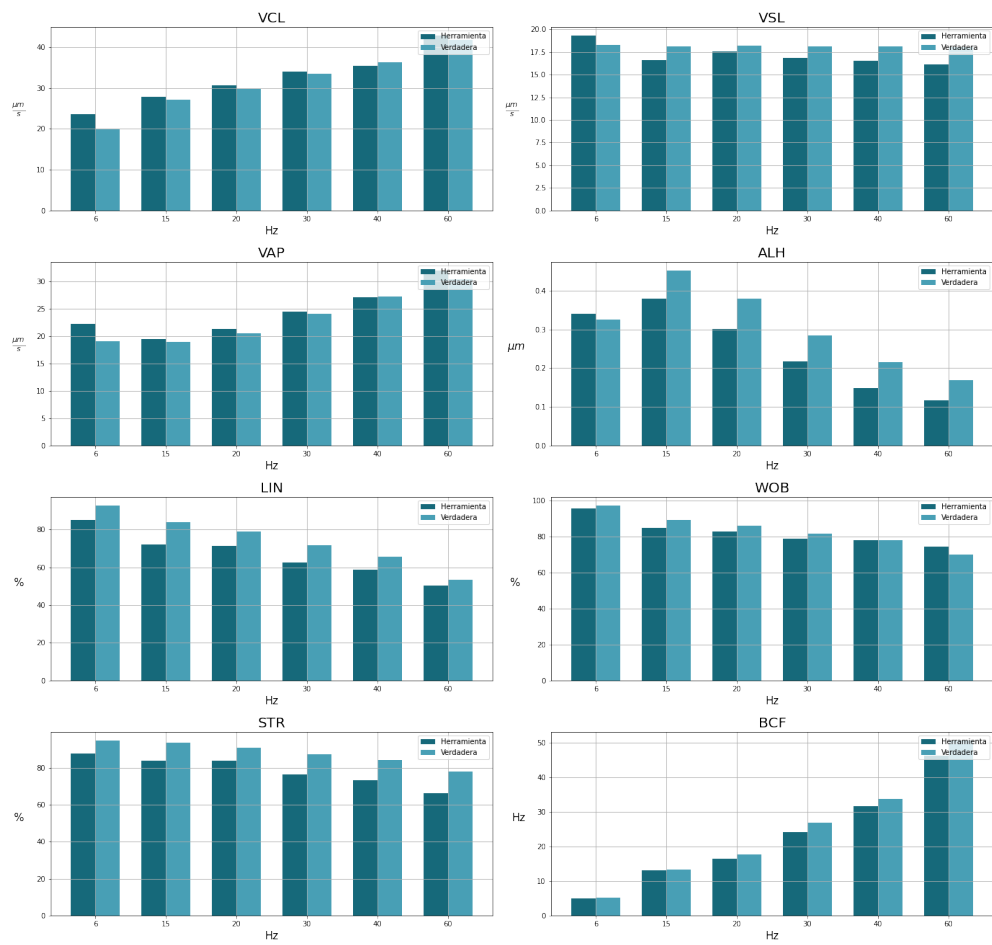 VCL
40
30
20
10
0
μm/s
6 15 20 30 40 60
Hz
Herramienta
Verdadera
VSL
20.0
17.5
15.0
12.5
10.0
7.5
5.0
2.5
0.0
μm/s
6 15 20 30 40 60
Hz
Herramienta
Verdadera
VAP
30
25
20
15
10
5
0
μm/s
6 15 20 30 40 60
Hz
Herramienta
Verdadera
ALH
0.4
0.3
0.2
0.1
0.0
μm
6 15 20 30 40 60
Hz
Herramienta
Verdadera
LIN
80
60
40
20
0
%
6 15 20 30 40 60
Hz
Herramienta
Verdadera
WOB
100
80
60
40
20
0
%
6 15 20 30 40 60
Hz
Herramienta
Verdadera
STR
80
60
40
20
0
%
6 15 20 30 40 60
Hz
Herramienta
Verdadera
BCF
50
40
30
20
10
0
Hz
6 15 20 30 40 60
Hz
Herramienta
Verdadera